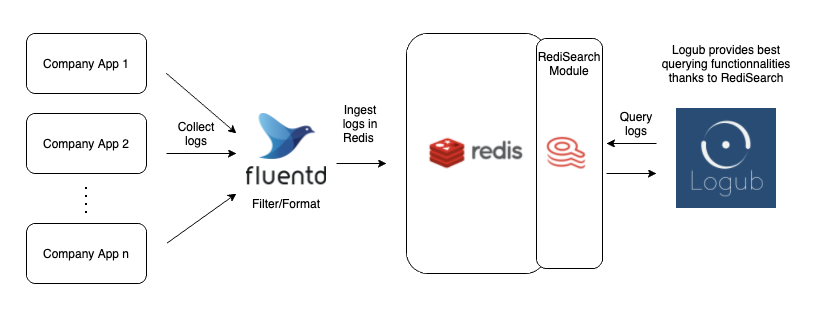 Company App 1
Company App 2
Company App n
Collect
logs
fluentd
Filter/Format
Ingest
logs in
Redis
redis
RediSearch
Module
Query
logs
Logub provides best
querying functionnalities
thanks to RediSearch
Logub